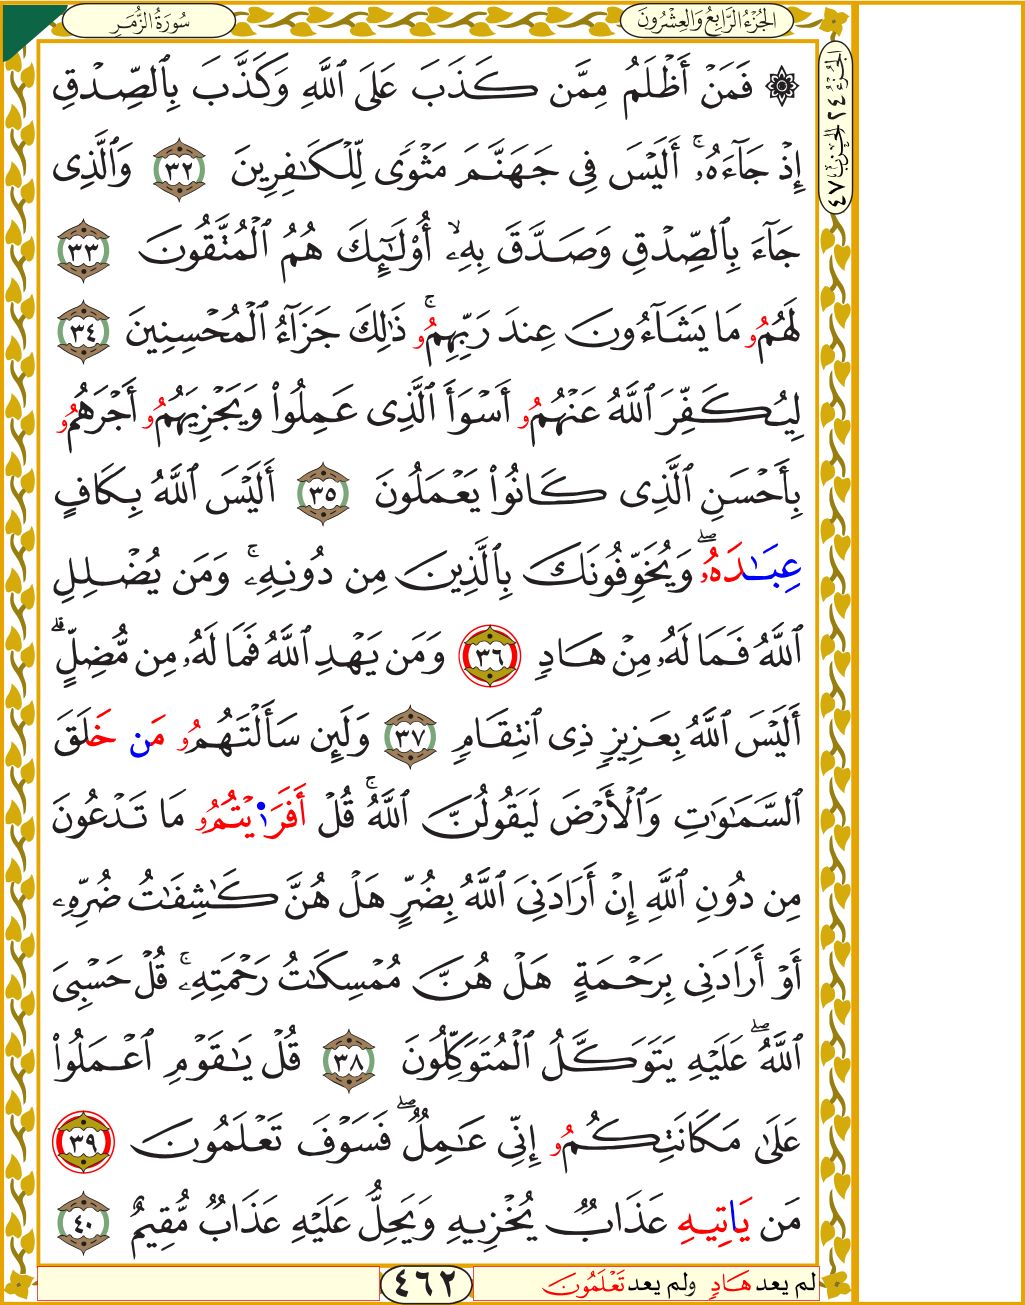 سُورَةُ الزُّمَرِ
الجُزْءُ الرَّابِعُ وَالعِشْرُونَ
الجُزْءُ ٢٤ الحِزْبُ ٤٧
۞ فَمَنْ أَظْلَمُ مِمَّن كَذَبَ عَلَى ٱللَّهِ وَكَذَّبَ بِٱلصِّدْقِ
إِذْ جَآءَهُۥٓۚ أَلَيْسَ فِى جَهَنَّمَ مَثْوًى لِّلْكَٰفِرِينَ ٣٢ وَٱلَّذِى
جَآءَ بِٱلصِّدْقِ وَصَدَّقَ بِهِۦۙ أُوْلَٰٓئِكَ هُمُ ٱلْمُتَّقُونَ ٣٣
لَهُمُۥ مَا يَشَآءُونَ عِندَ رَبِّهِمُۥۚ ذَٰلِكَ جَزَآءُ ٱلْمُحْسِنِينَ ٣٤
لِيُكَفِّرَ ٱللَّهُ عَنْهُمُۥ أَسْوَأَ ٱلَّذِى عَمِلُواْ وَيَجْزِيَهُمُۥ أَجْرَهُمُۥ
بِأَحْسَنِ ٱلَّذِى كَانُواْ يَعْمَلُونَ ٣٥ أَلَيْسَ ٱللَّهُ بِكَافٍ
عِبَٰدَهُۥۖ وَيُخَوِّفُونَكَ بِٱلَّذِينَ مِن دُونِهِۦۚ وَمَن يُضْلِلِ
ٱللَّهُ فَمَا لَهُۥ مِنْ هَادٍ ٣٦ وَمَن يَهْدِ ٱللَّهُ فَمَا لَهُۥ مِن مُّضِلٍّۗ
أَلَيْسَ ٱللَّهُ بِعَزِيزٍ ذِى ٱنتِقَامٍ ٣٧ وَلَئِن سَأَلْتَهُمُۥ مَن خَلَقَ
ٱلسَّمَٰوَٰتِ وَٱلْأَرْضَ لَيَقُولُنَّ ٱللَّهُۚ قُلْ أَفَرَا۬يْتُمُۥ مَا تَدْعُونَ
مِن دُونِ ٱللَّهِ إِنْ أَرَادَنِىَ ٱللَّهُ بِضُرٍّ هَلْ هُنَّ كَٰشِفَٰتُ ضُرِّهِۦ
أَوْ أَرَادَنِى بِرَحْمَةٍ هَلْ هُنَّ مُمْسِكَٰتُ رَحْمَتِهِۦۚ قُلْ حَسْبِىَ
ٱللَّهُۖ عَلَيْهِ يَتَوَكَّلُ ٱلْمُتَوَكِّلُونَ ٣٨ قُلْ يَٰقَوْمِ ٱعْمَلُواْ
عَلَىٰ مَكَانَتِكُمُۥ إِنِّى عَٰمِلٌۖ فَسَوْفَ تَعْلَمُونَ ٣٩
مَن يَاتِيهِ عَذَابٌ يُخْزِيهِ وَيَحِلُّ عَلَيْهِ عَذَابٌ مُّقِيمٌ ٤٠
لم يعد هَادٍ ولم يعد تَعْلَمُونَ
٤٦٢